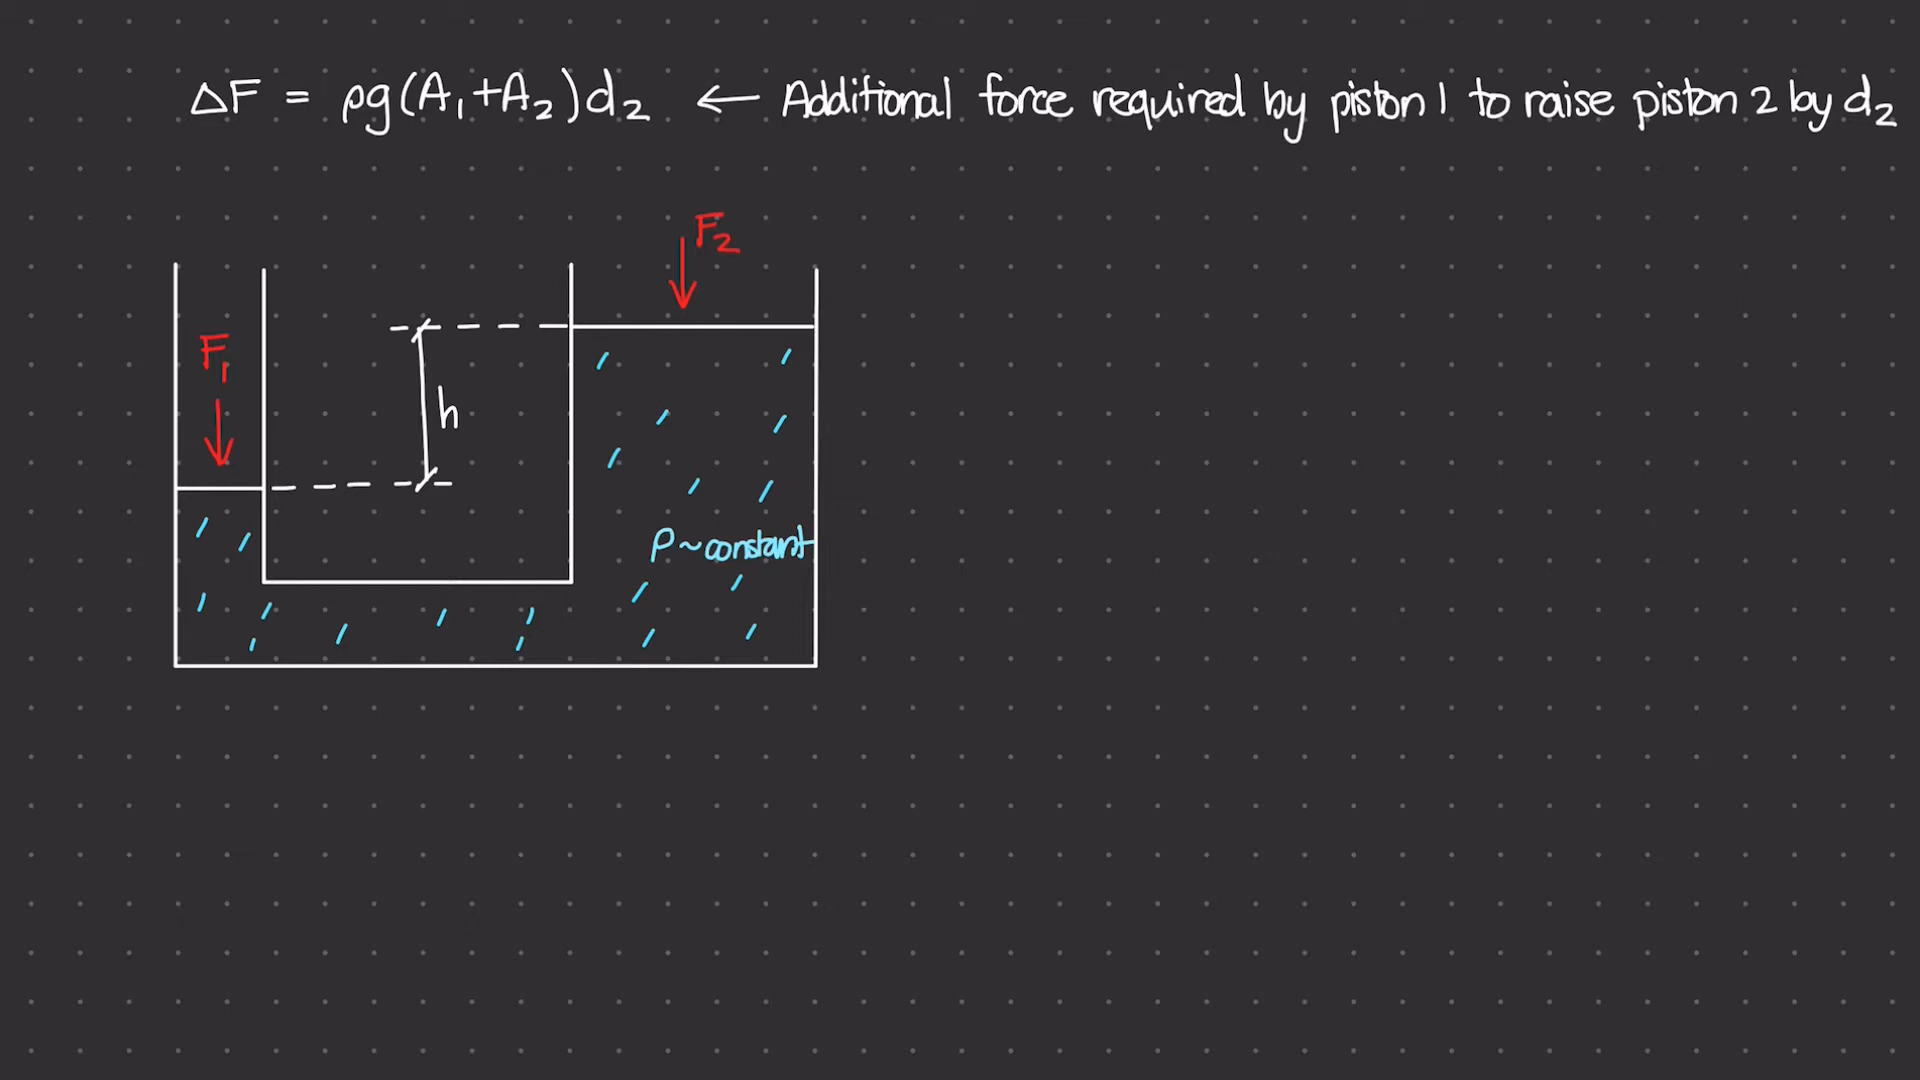 ΔF = ρg(A₁+A₂)d₂ ← Additional force required by piston 1 to raise piston 2 by d₂
F₂
F₁
h
ρ~constant